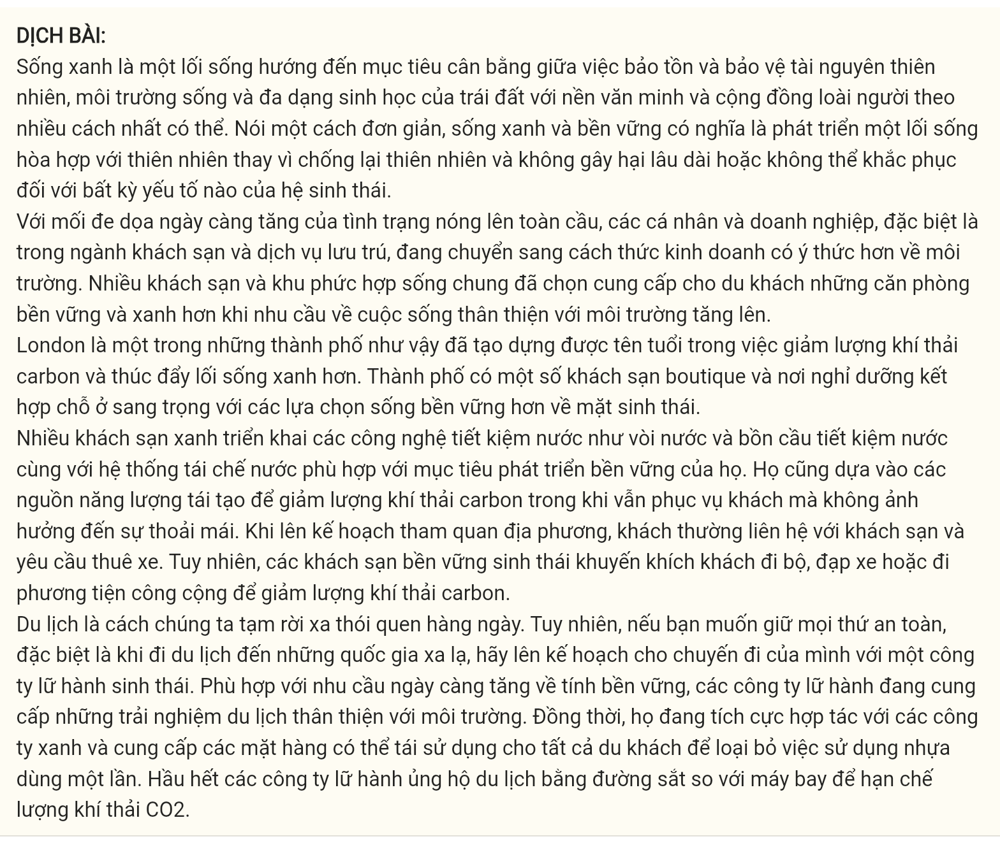 DỊCH BÀI:
Sống xanh là một lối sống hướng đến mục tiêu cân bằng giữa việc bảo tồn và bảo vệ tài nguyên thiên
nhiên, môi trường sống và đa dạng sinh học của trái đất với nền văn minh và cộng đồng loài người theo
nhiều cách nhất có thể. Nói một cách đơn giản, sống xanh và bền vững có nghĩa là phát triển một lối sống
hòa hợp với thiên nhiên thay vì chống lại thiên nhiên và không gây hại lâu dài hoặc không thể khắc phục
đối với bất kỳ yếu tố nào của hệ sinh thái.
Với mối đe dọa ngày càng tăng của tình trạng nóng lên toàn cầu, các cá nhân và doanh nghiệp, đặc biệt là
trong ngành khách sạn và dịch vụ lưu trú, đang chuyển sang cách thức kinh doanh có ý thức hơn về môi
trường. Nhiều khách sạn và khu phức hợp sống chung đã chọn cung cấp cho du khách những căn phòng
bền vững và xanh hơn khi nhu cầu về cuộc sống thân thiện với môi trường tăng lên.
London là một trong những thành phố như vậy đã tạo dựng được tên tuổi trong việc giảm lượng khí thải
carbon và thúc đẩy lối sống xanh hơn. Thành phố có một số khách sạn boutique và nơi nghỉ dưỡng kết
hợp chỗ ở sang trọng với các lựa chọn sống bền vững hơn về mặt sinh thái.
Nhiều khách sạn xanh triển khai các công nghệ tiết kiệm nước như vòi nước và bồn cầu tiết kiệm nước
cùng với hệ thống tái chế nước phù hợp với mục tiêu phát triển bền vững của họ. Họ cũng dựa vào các
nguồn năng lượng tái tạo để giảm lượng khí thải carbon trong khi vẫn phục vụ khách mà không ảnh
hưởng đến sự thoải mái. Khi lên kế hoạch tham quan địa phương, khách thường liên hệ với khách sạn và
yêu cầu thuê xe. Tuy nhiên, các khách sạn bền vững sinh thái khuyến khích khách đi bộ, đạp xe hoặc đi
phương tiện công cộng để giảm lượng khí thải carbon.
Du lịch là cách chúng ta tạm rời xa thói quen hàng ngày. Tuy nhiên, nếu bạn muốn giữ mọi thứ an toàn,
đặc biệt là khi đi du lịch đến những quốc gia xa lạ, hãy lên kế hoạch cho chuyến đi của mình với một công
ty lữ hành sinh thái. Phù hợp với nhu cầu ngày càng tăng về tính bền vững, các công ty lữ hành đang cung
cấp những trải nghiệm du lịch thân thiện với môi trường. Đồng thời, họ đang tích cực hợp tác với các công
ty xanh và cung cấp các mặt hàng có thể tái sử dụng cho tất cả du khách để loại bỏ việc sử dụng nhựa
dùng một lần. Hầu hết các công ty lữ hành ủng hộ du lịch bằng đường sắt so với máy bay để hạn chế
lượng khí thải CO2.